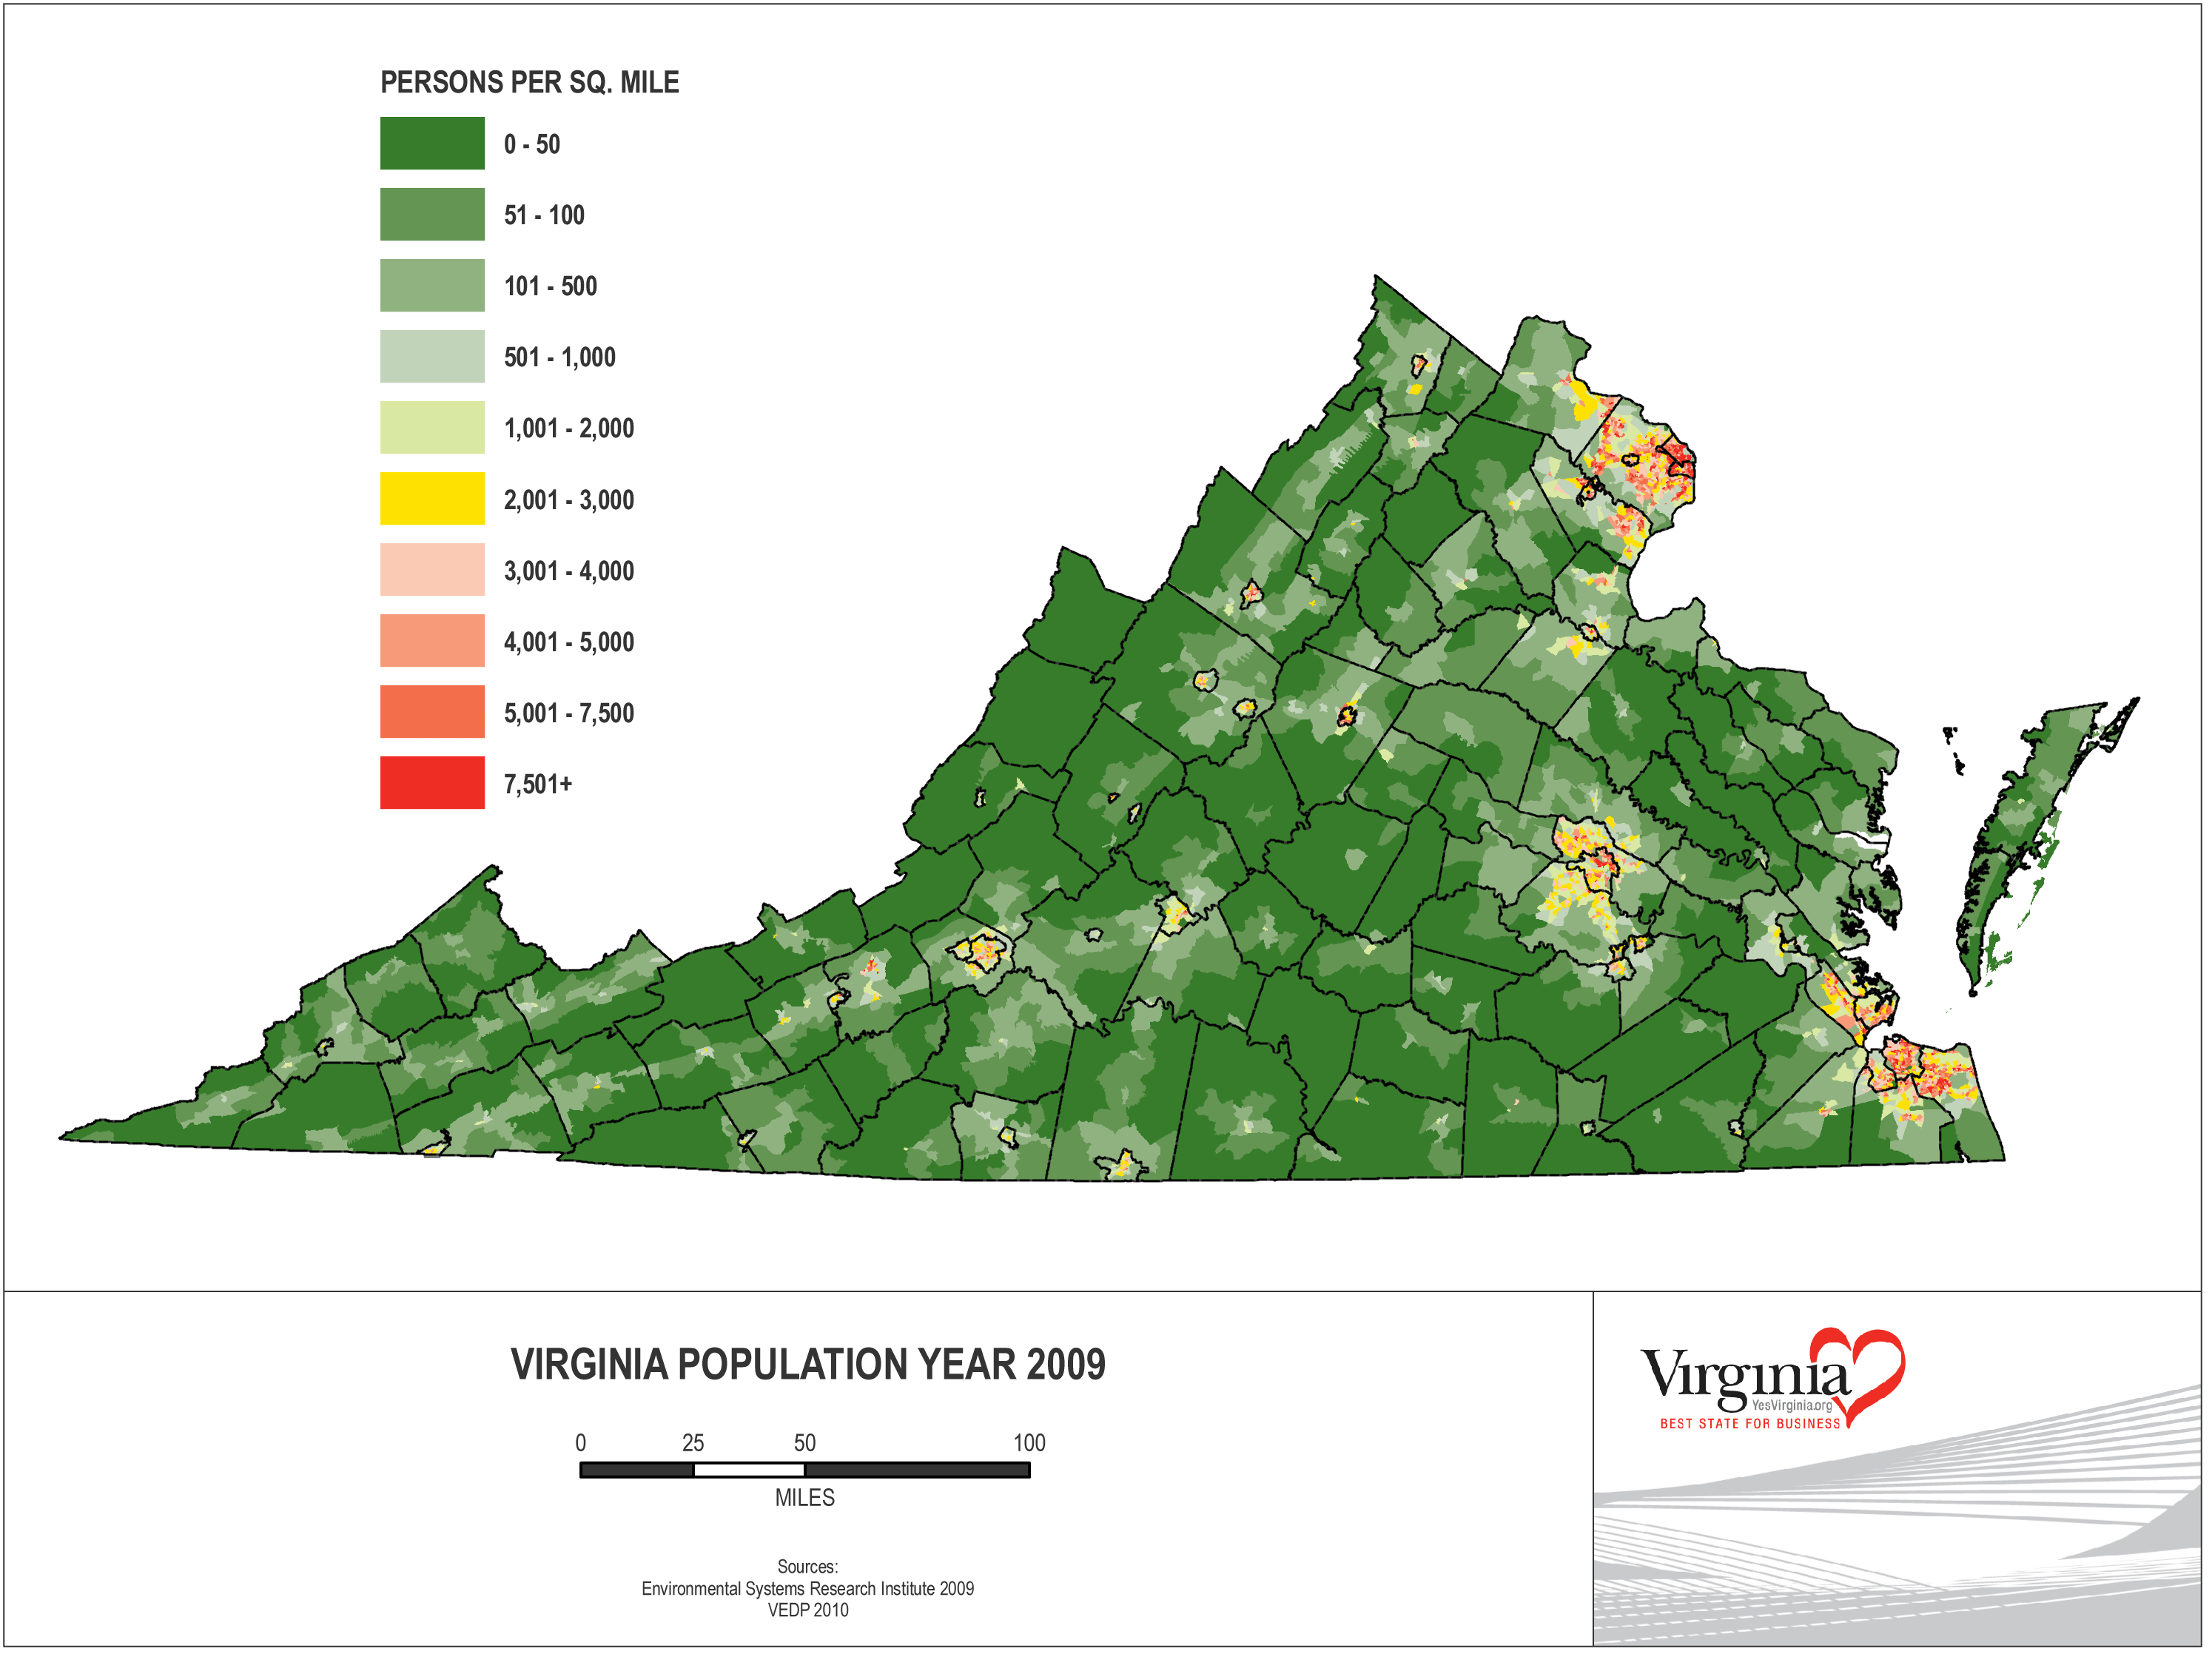 PERSONS PER SQ. MILE
0 - 50
51 - 100
101 - 500
501 - 1,000
1,001 - 2,000
2,001 - 3,000
3,001 - 4,000
4,001 - 5,000
5,001 - 7,500
7,501+
VIRGINIA POPULATION YEAR 2009
0 25 50 100
MILES
Sources:
Environmental Systems Research Institute 2009
VEDP 2010
Virginia
YesVirginia.org
BEST STATE FOR BUSINESS